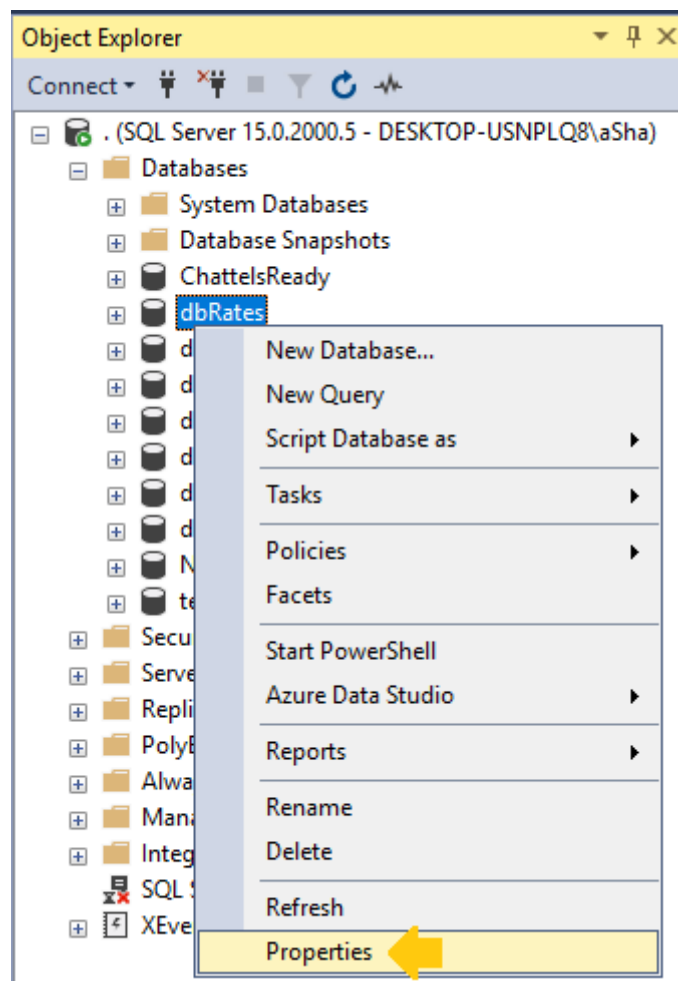 Object Explorer
Connect
. (SQL Server 15.0.2000.5 - DESKTOP-USNPLQ8\aSha)
Databases
System Databases
Database Snapshots
ChattelsReady
dbRates
New Database...
New Query
Script Database as
Tasks
Policies
Facets
Start PowerShell
Azure Data Studio
Reports
Rename
Delete
Refresh
Properties